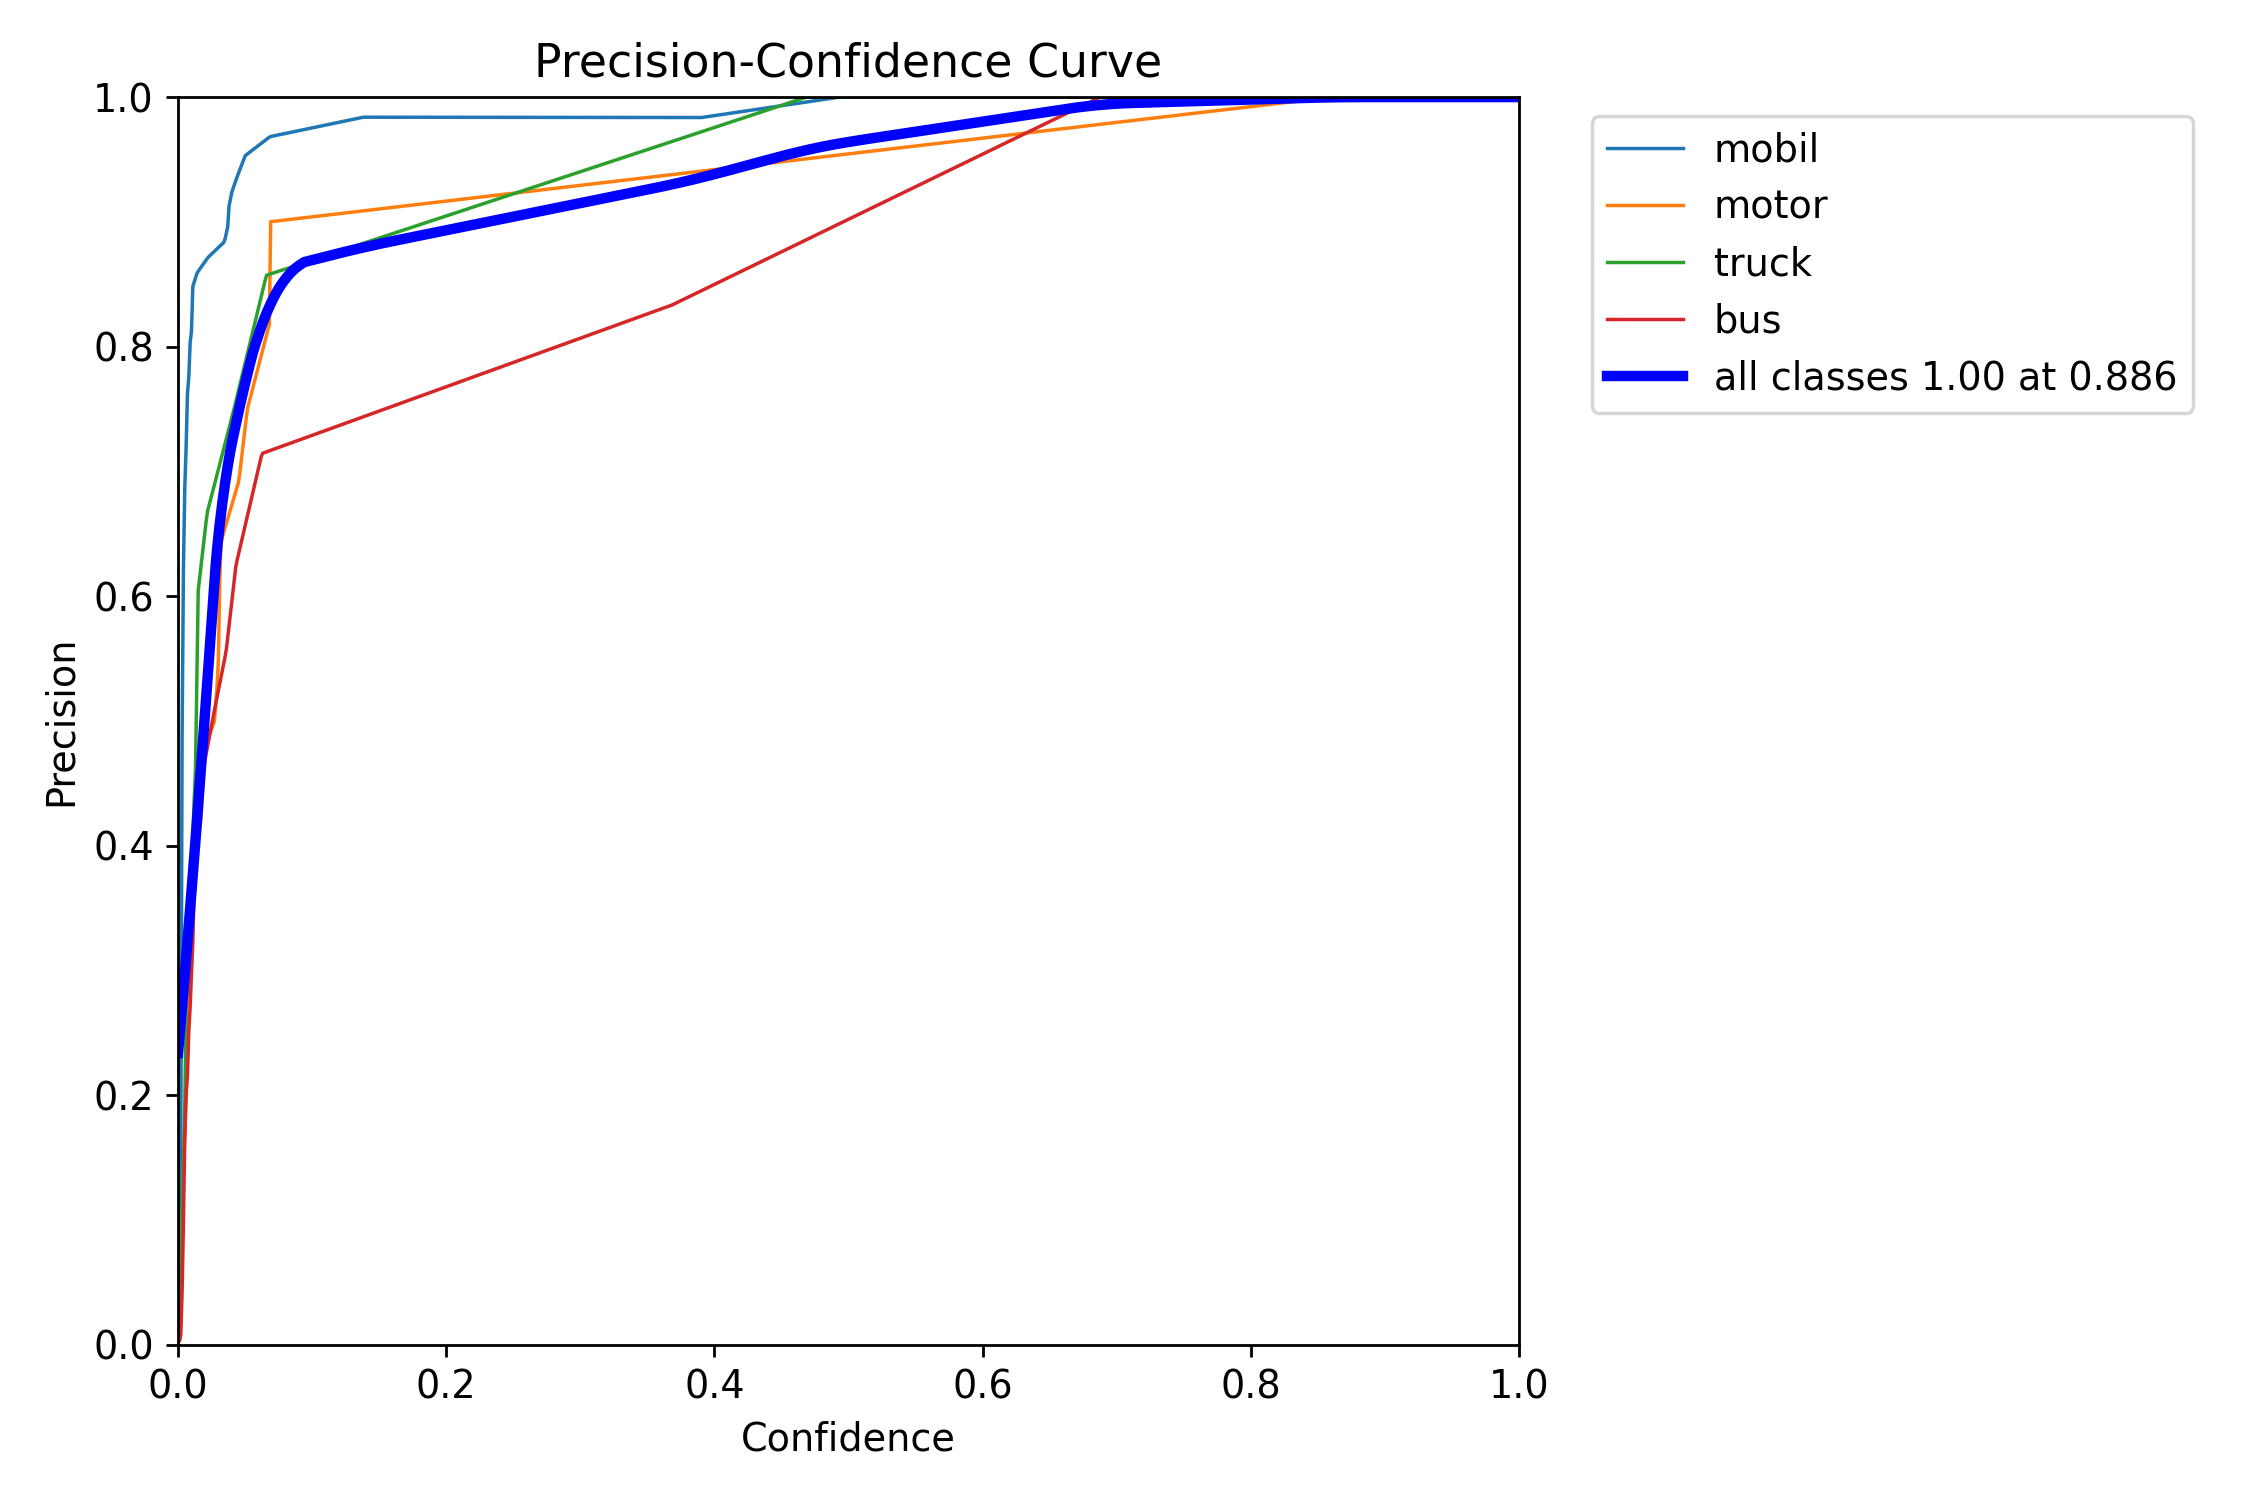 Precision-Confidence Curve
1.0
0.8
0.6
0.4
0.2
0.0
Precision
0.0 0.2 0.4 0.6 0.8 1.0
Confidence
mobil
motor
truck
bus
all classes 1.00 at 0.886